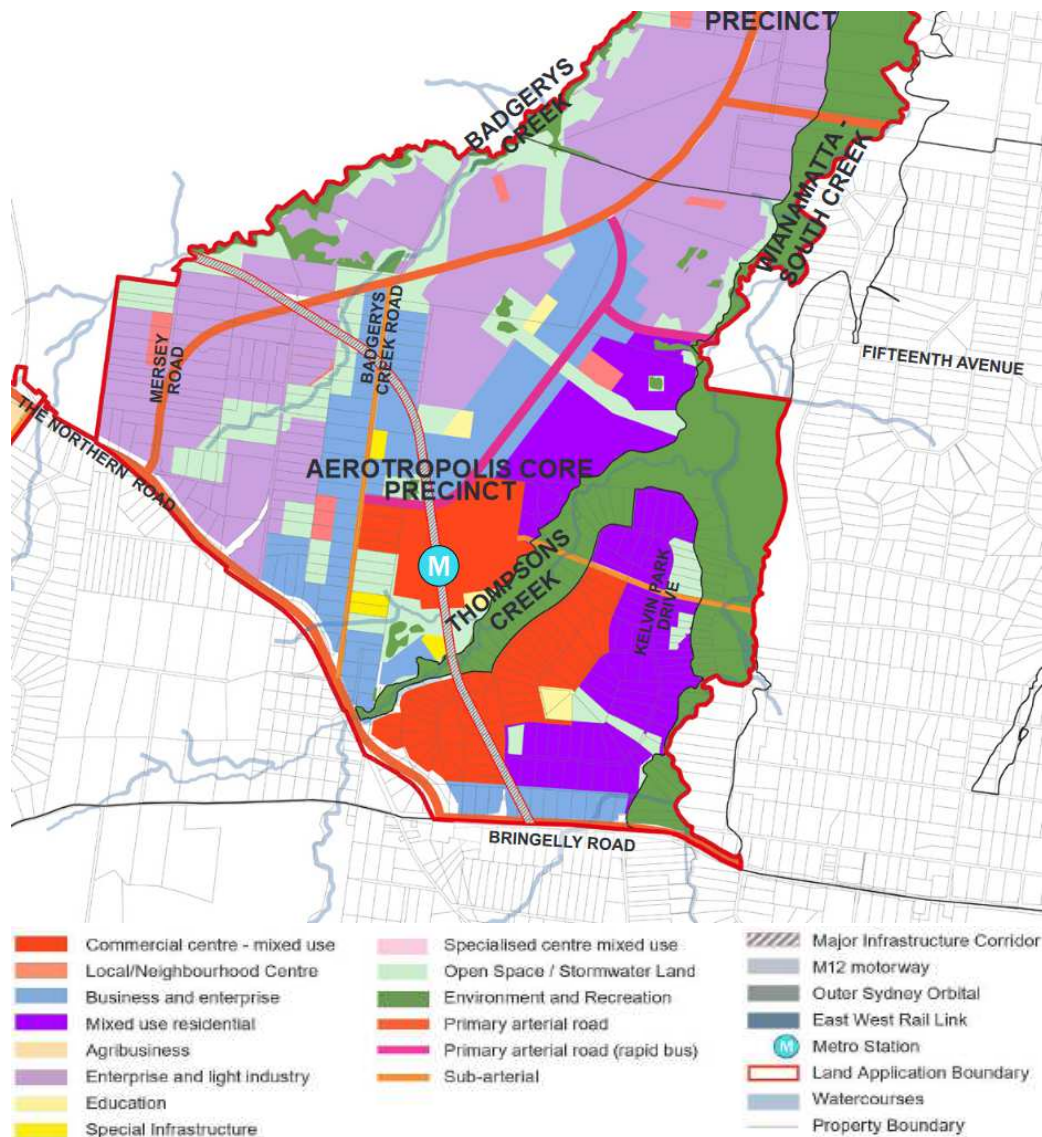 PRECINCT
BADGERYS
CREEK
WIANAMATTA -
SOUTH CREEK
FIFTEENTH AVENUE
MERSEY
ROAD
BADGERYS
CREEK ROAD
THE NORTHERN ROAD
AEROTROPOLIS CORE
PRECINCT
M
THOMPSONS
CREEK
KELVIN PARK
DRIVE
BRINGELLY ROAD
Commercial centre - mixed use
Local/Neighbourhood Centre
Business and enterprise
Mixed use residential
Agribusiness
Enterprise and light industry
Education
Special Infrastructure
Specialised centre mixed use
Open Space / Stormwater Land
Environment and Recreation
Primary arterial road
Primary arterial road (rapid bus)
Sub-arterial
Major Infrastructure Corridor
M12 motorway
Outer Sydney Orbital
East West Rail Link
M Metro Station
Land Application Boundary
Watercourses
Property Boundary